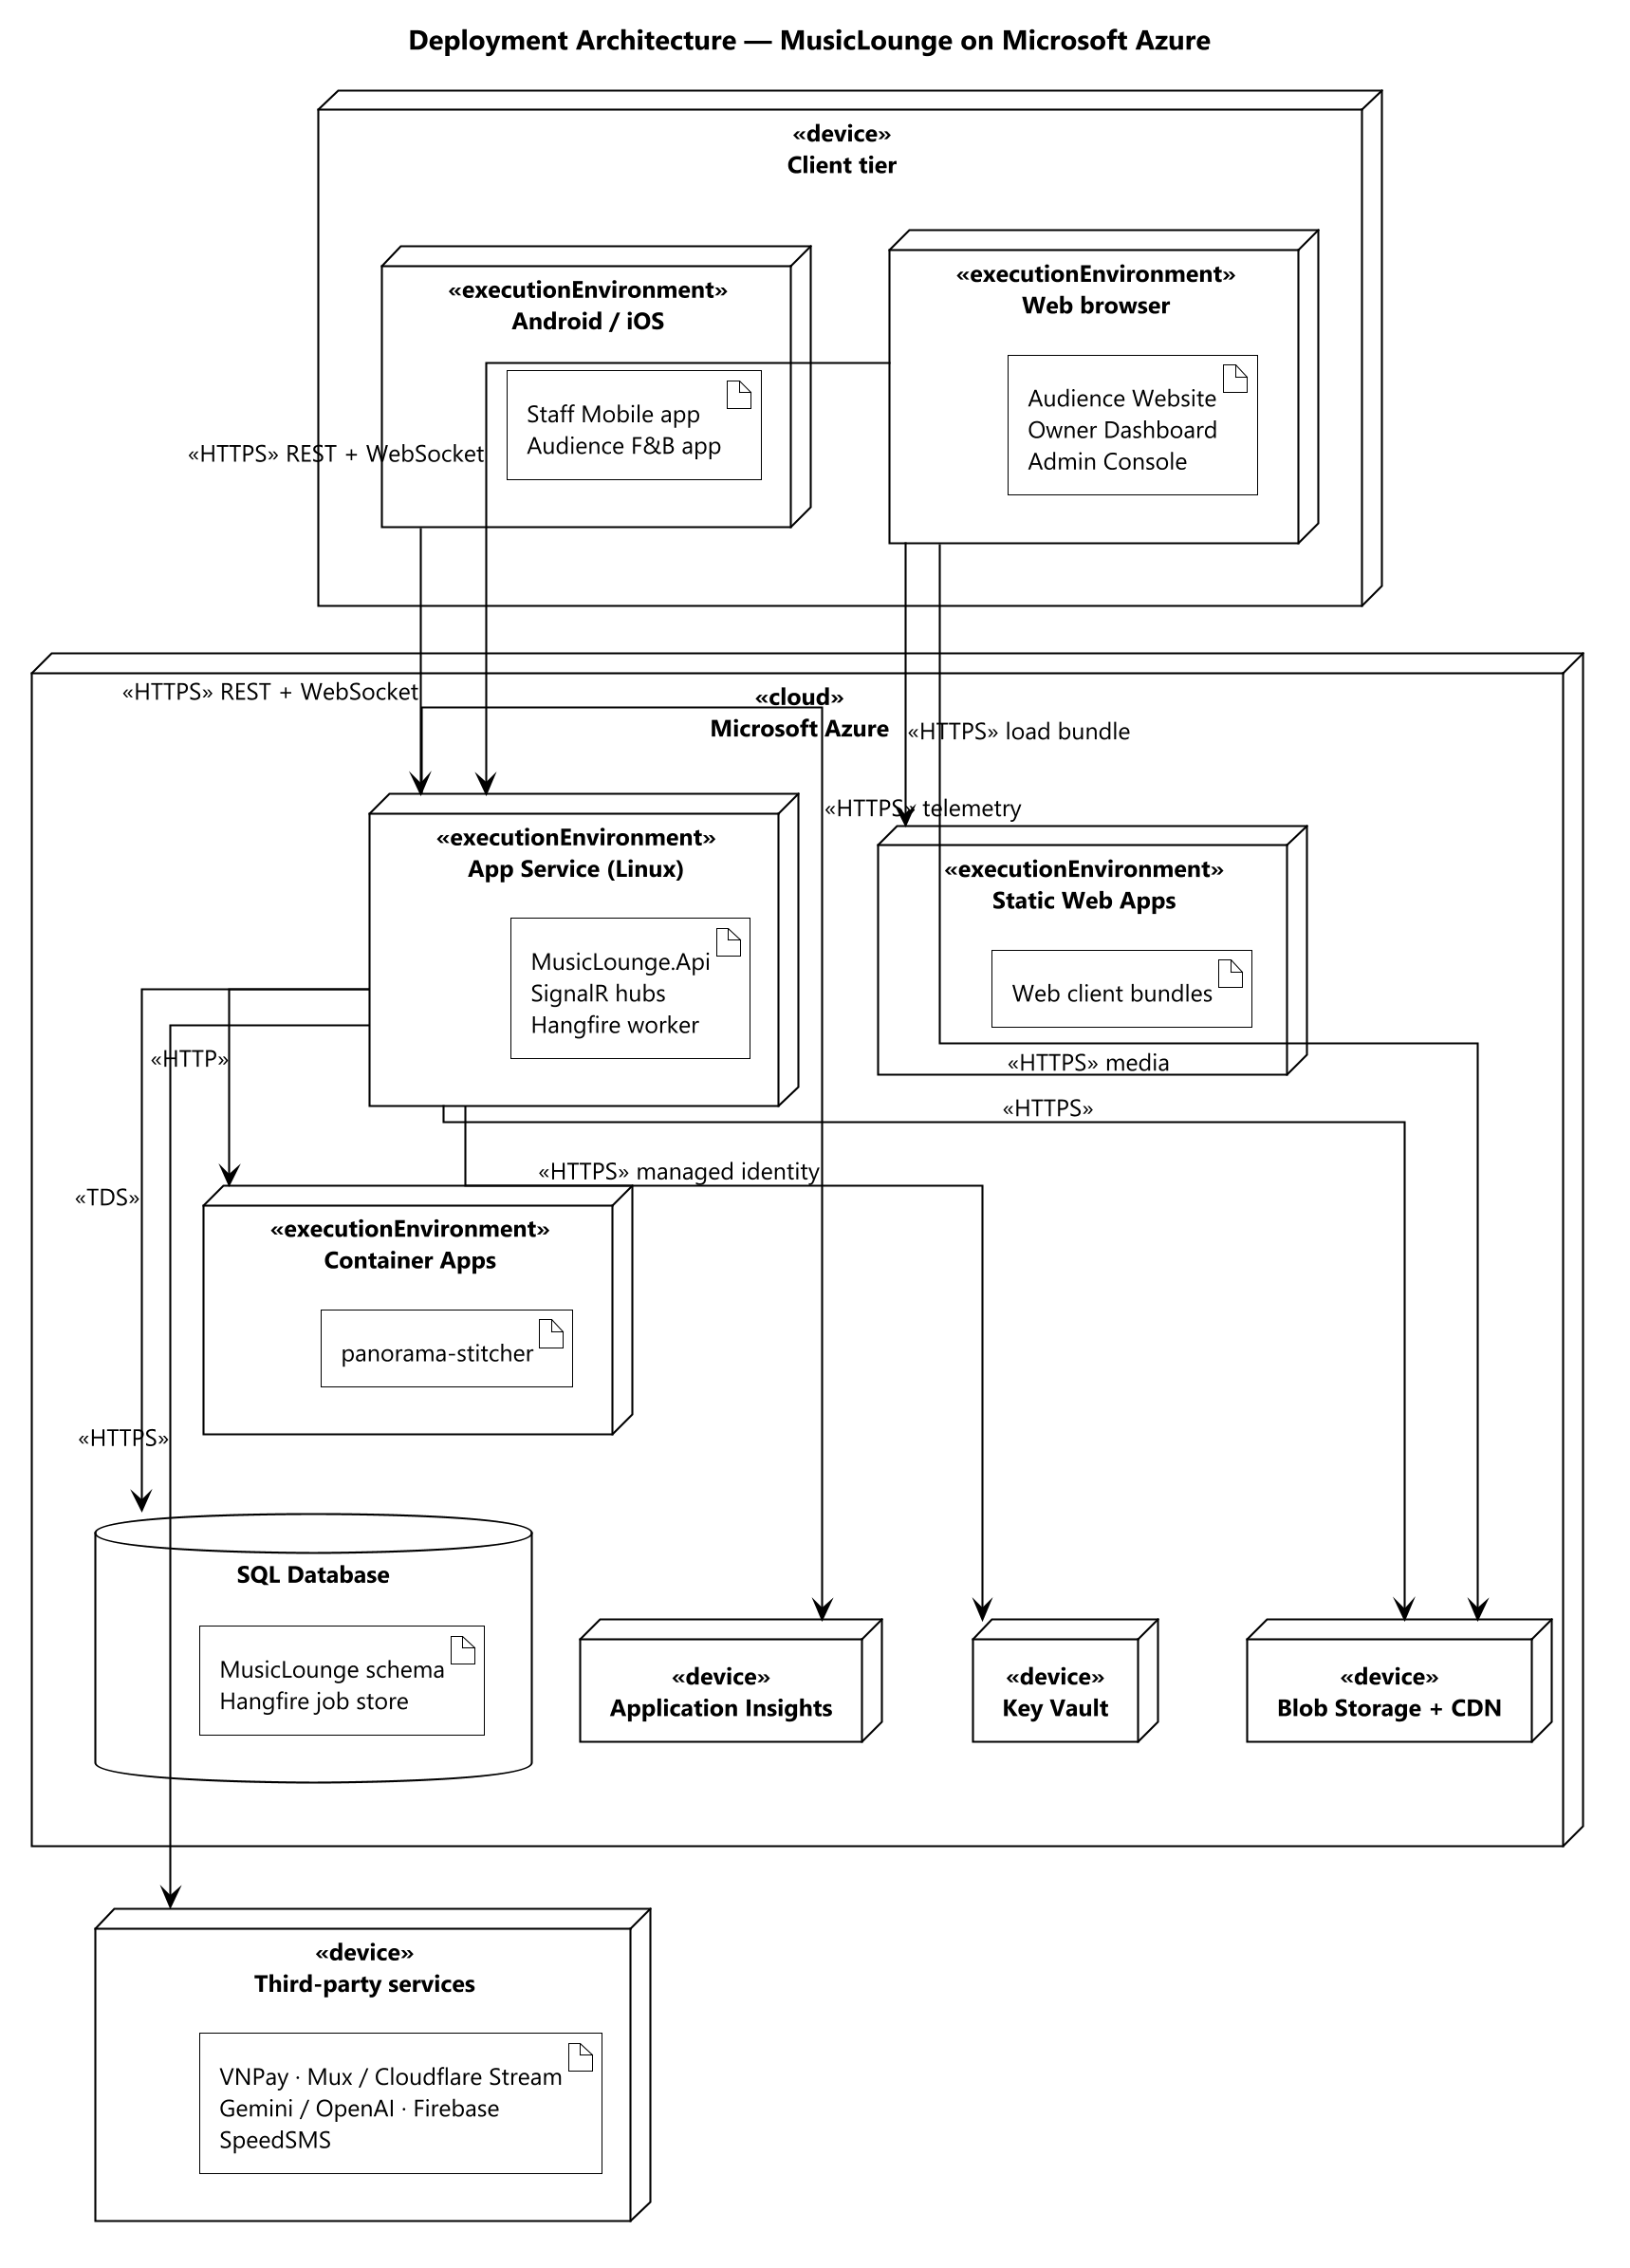 Deployment Architecture — MusicLounge on Microsoft Azure
«device»
Client tier
«executionEnvironment»
Android / iOS
Staff Mobile app
Audience F&B app
«executionEnvironment»
Web browser
Audience Website
Owner Dashboard
Admin Console
«HTTPS» REST + WebSocket
«HTTPS» REST + WebSocket
«cloud»
Microsoft Azure
«HTTPS» load bundle
«HTTPS» telemetry
«executionEnvironment»
App Service (Linux)
MusicLounge.Api
SignalR hubs
Hangfire worker
«executionEnvironment»
Static Web Apps
Web client bundles
«HTTP»
«HTTPS» media
«HTTPS»
«HTTPS» managed identity
«TDS»
«executionEnvironment»
Container Apps
panorama-stitcher
«HTTPS»
SQL Database
MusicLounge schema
Hangfire job store
«device»
Application Insights
«device»
Key Vault
«device»
Blob Storage + CDN
«device»
Third-party services
VNPay · Mux / Cloudflare Stream
Gemini / OpenAI · Firebase
SpeedSMS